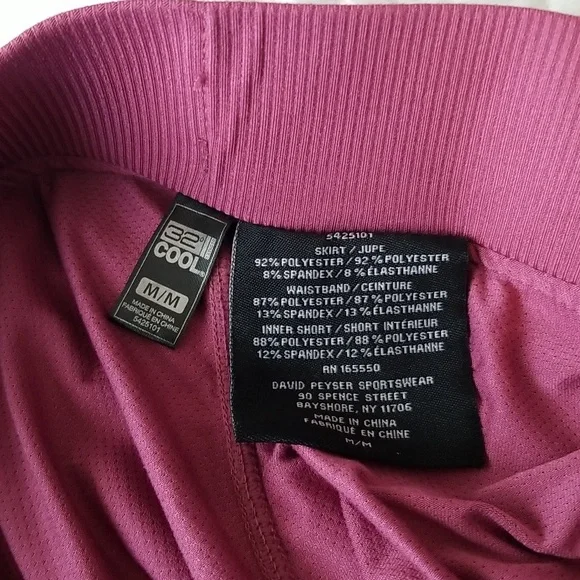 32
COOL®
M/M
MADE IN CHINA
FABRIQUÉ EN CHINE
5425101
5425101
SKIRT / JUPE
92% POLYESTER / 92 % POLYESTER
8% SPANDEX / 8 % ÉLASTHANNE
WAISTBAND / CEINTURE
87% POLYESTER / 87 % POLYESTER
13% SPANDEX / 13 % ÉLASTHANNE
INNER SHORT / SHORT INTÉRIEUR
88% POLYESTER / 88 % POLYESTER
12% SPANDEX / 12 % ÉLASTHANNE
RN 165550
DAVID PEYSER SPORTSWEAR
90 SPENCE STREET
BAYSHORE, NY 11706
MADE IN CHINA
FABRIQUÉ EN CHINE
M/M